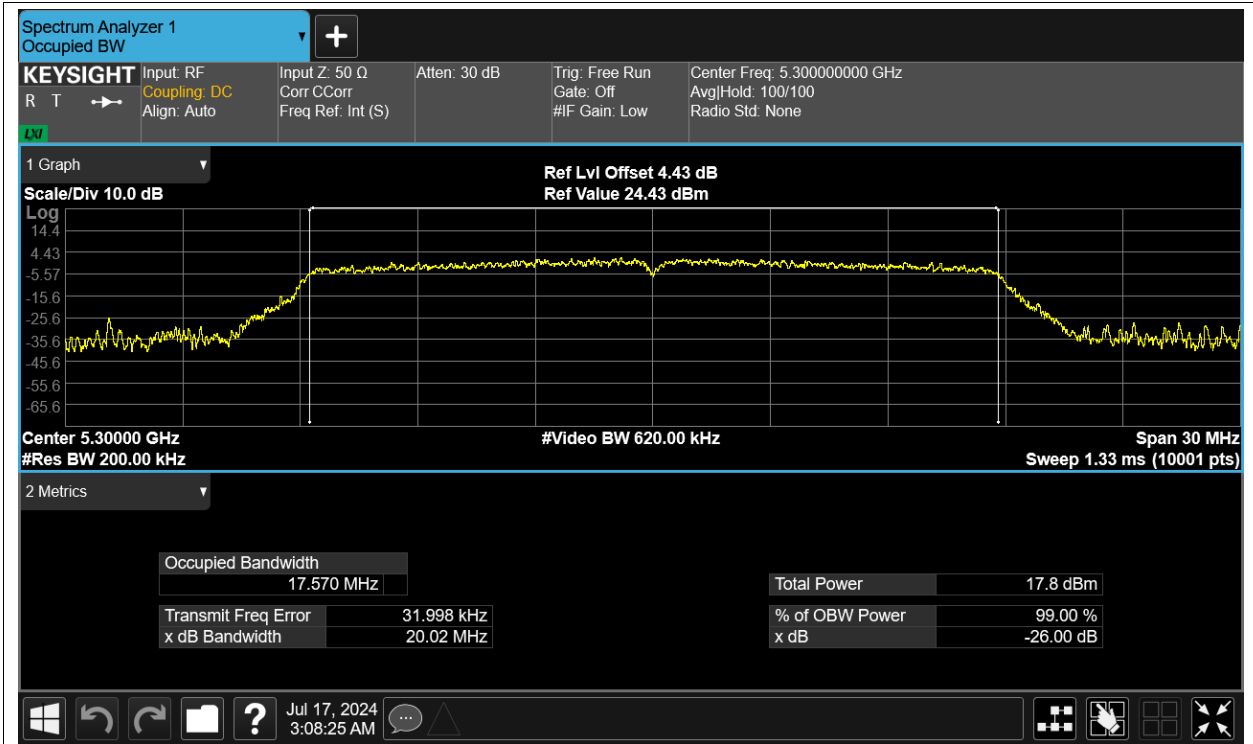 Spectrum Analyzer 1
Occupied BW
KEYSIGHT
R T
LXI
Input: RF
Coupling: DC
Align: Auto
Input Z: 50 Ω
Corr CCorr
Freq Ref: Int (S)
Atten: 30 dB
Trig: Free Run
Gate: Off
#IF Gain: Low
Center Freq: 5.300000000 GHz
Avg|Hold: 100/100
Radio Std: None
1 Graph
Scale/Div 10.0 dB
Ref Lvl Offset 4.43 dB
Ref Value 24.43 dBm
Log
14.4
4.43
-5.57
-15.6
-25.6
-35.6
-45.6
-55.6
-65.6
Center 5.30000 GHz
#Res BW 200.00 kHz
#Video BW 620.00 kHz
Span 30 MHz
Sweep 1.33 ms (10001 pts)
2 Metrics
Occupied Bandwidth
17.570 MHz
Transmit Freq Error 31.998 kHz
x dB Bandwidth 20.02 MHz
Total Power 17.8 dBm
% of OBW Power 99.00 %
x dB -26.00 dB
?
Jul 17, 2024
3:08:25 AM